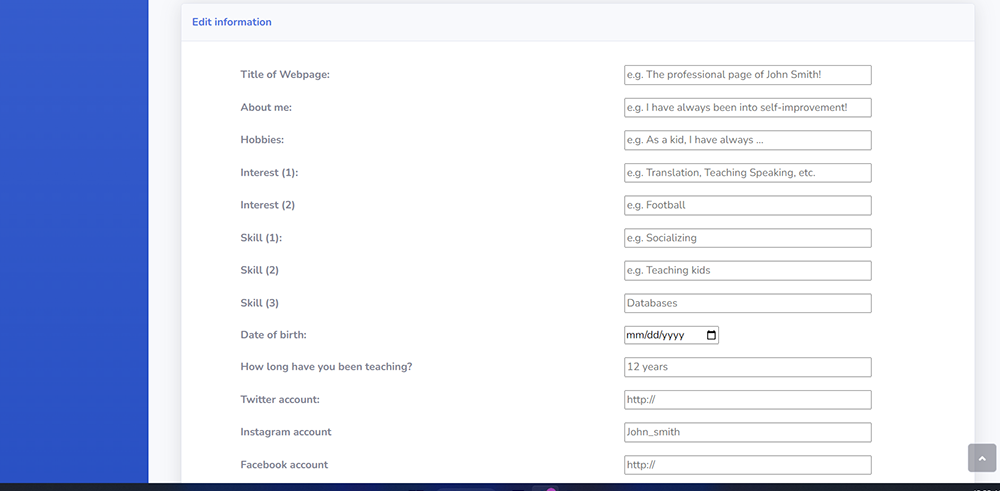 Edit information
Title of Webpage: e.g. The professional page of John Smith!
About me: e.g. I have always been into self-improvement!
Hobbies: e.g. As a kid, I have always ...
Interest (1): e.g. Translation, Teaching Speaking, etc.
Interest (2) e.g. Football
Skill (1): e.g. Socializing
Skill (2) e.g. Teaching kids
Skill (3) Databases
Date of birth: mm/dd/yyyy
How long have you been teaching? 12 years
Twitter account: http://
Instagram account John_smith
Facebook account http://